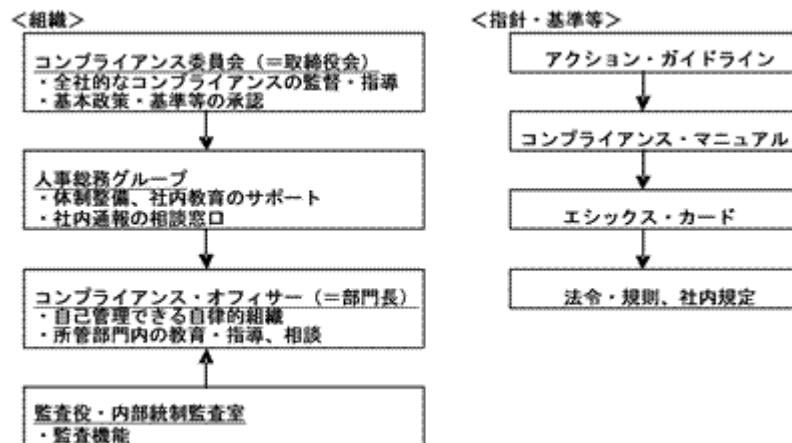 ＜組織＞
コンプライアンス委員会（＝取締役会）
・全社的なコンプライアンスの監督・指導
・基本政策・基準等の承認
人事総務グループ
・体制整備、社内教育のサポート
・社内通報の相談窓口
コンプライアンス・オフィサー（＝部門長）
・自己管理できる自律的組織
・所管部門内の教育・指導、相談
監査役・内部統制監査室
・監査機能
＜指針・基準等＞
アクション・ガイドライン
コンプライアンス・マニュアル
エシックス・カード
法令・規則、社内規定